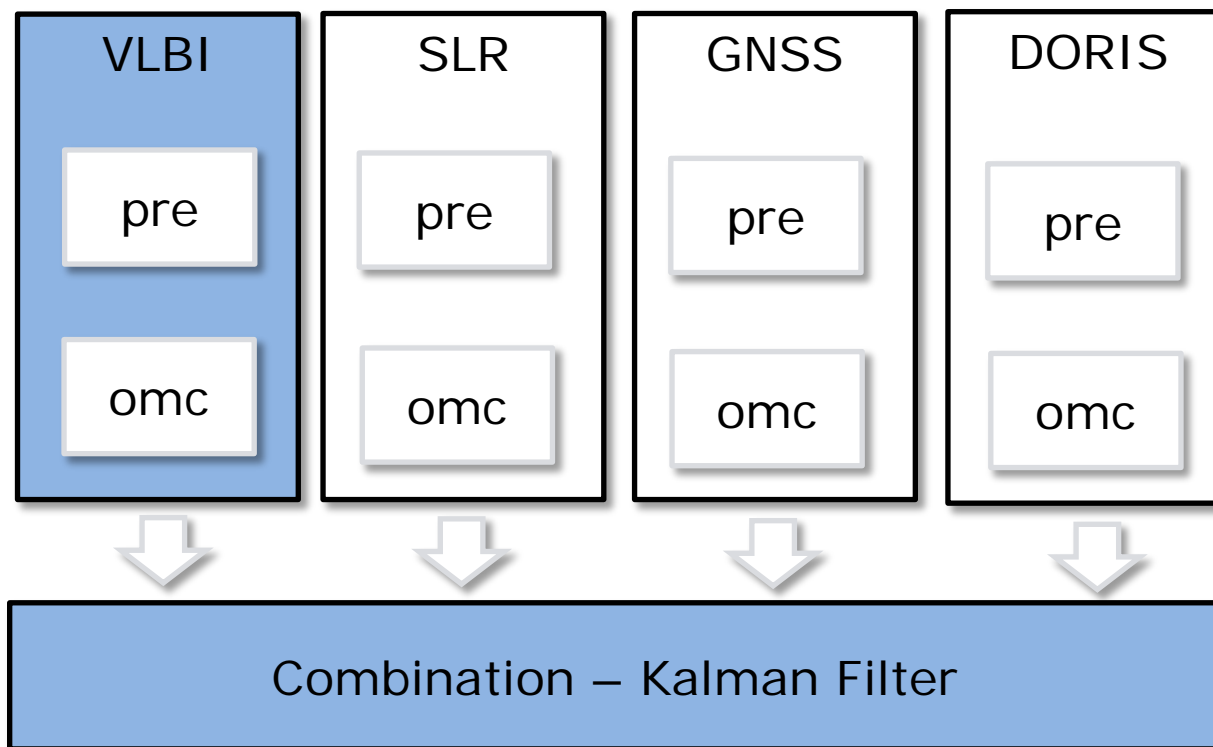 VLBI
pre
omc
SLR
pre
omc
GNSS
pre
omc
DORIS
pre
omc
Combination – Kalman Filter